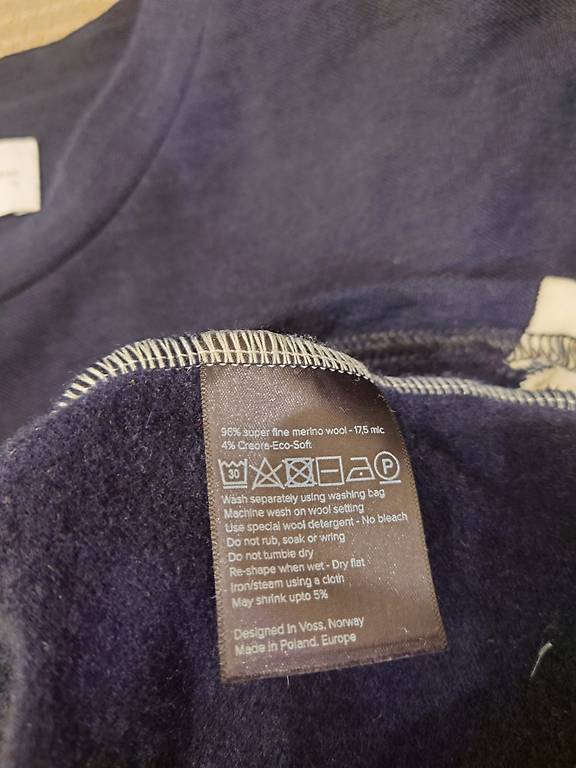 96% super fine merino wool - 17,5 mic
4% Creora-Eco-Soft
30 P
Wash separately using washing bag
Machine wash on wool setting
Use special wool detergent - No bleach
Do not rub, soak or wring
Do not tumble dry
Re-shape when wet - Dry flat
Iron/steam using a cloth
May shrink upto 5%
Designed in Voss, Norway
Made in Poland, Europe